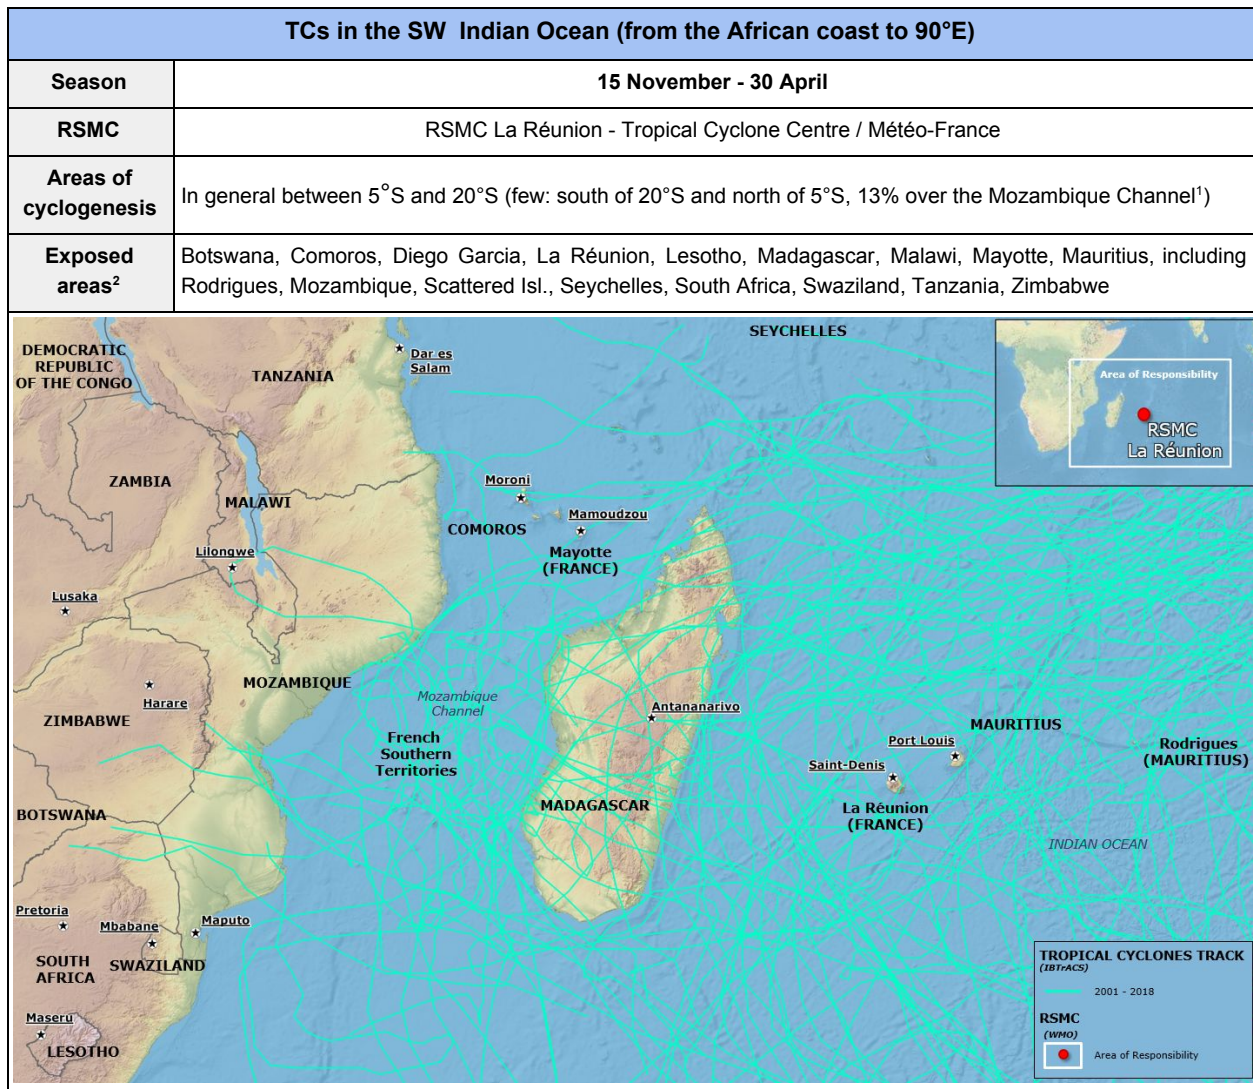 TCs in the SW Indian Ocean (from the African coast to 90°E)
Season
15 November - 30 April
RSMC
RSMC La Réunion - Tropical Cyclone Centre / Météo-France
Areas of
cyclogenesis
In general between 5°S and 20°S (few: south of 20°S and north of 5°S, 13% over the Mozambique Channel¹)
Exposed
areas²
Botswana, Comoros, Diego Garcia, La Réunion, Lesotho, Madagascar, Malawi, Mayotte, Mauritius, including
Rodrigues, Mozambique, Scattered Isl., Seychelles, South Africa, Swaziland, Tanzania, Zimbabwe
SEYCHELLES
DEMOCRATIC
REPUBLIC
OF THE CONGO
TANZANIA
Dar es
Salam
Area of Responsibility
RSMC
La Réunion
ZAMBIA
MALAWI
Moroni
COMOROS
Mamoudzou
Mayotte
(FRANCE)
Lilongwe
Lusaka
MOZAMBIQUE
Harare
ZIMBABWE
Mozambique
Channel
French
Southern
Territories
Antananarivo
MAURITIUS
Port Louis
Rodrigues
(MAURITIUS)
Saint-Denis
La Réunion
(FRANCE)
MADAGASCAR
BOTSWANA
INDIAN OCEAN
Pretoria
Mbabane
Maputo
SOUTH
AFRICA
SWAZILAND
Maseru
LESOTHO
TROPICAL CYCLONES TRACK
(IBTrACS)
2001 - 2018
RSMC
(WMO)
Area of Responsibility